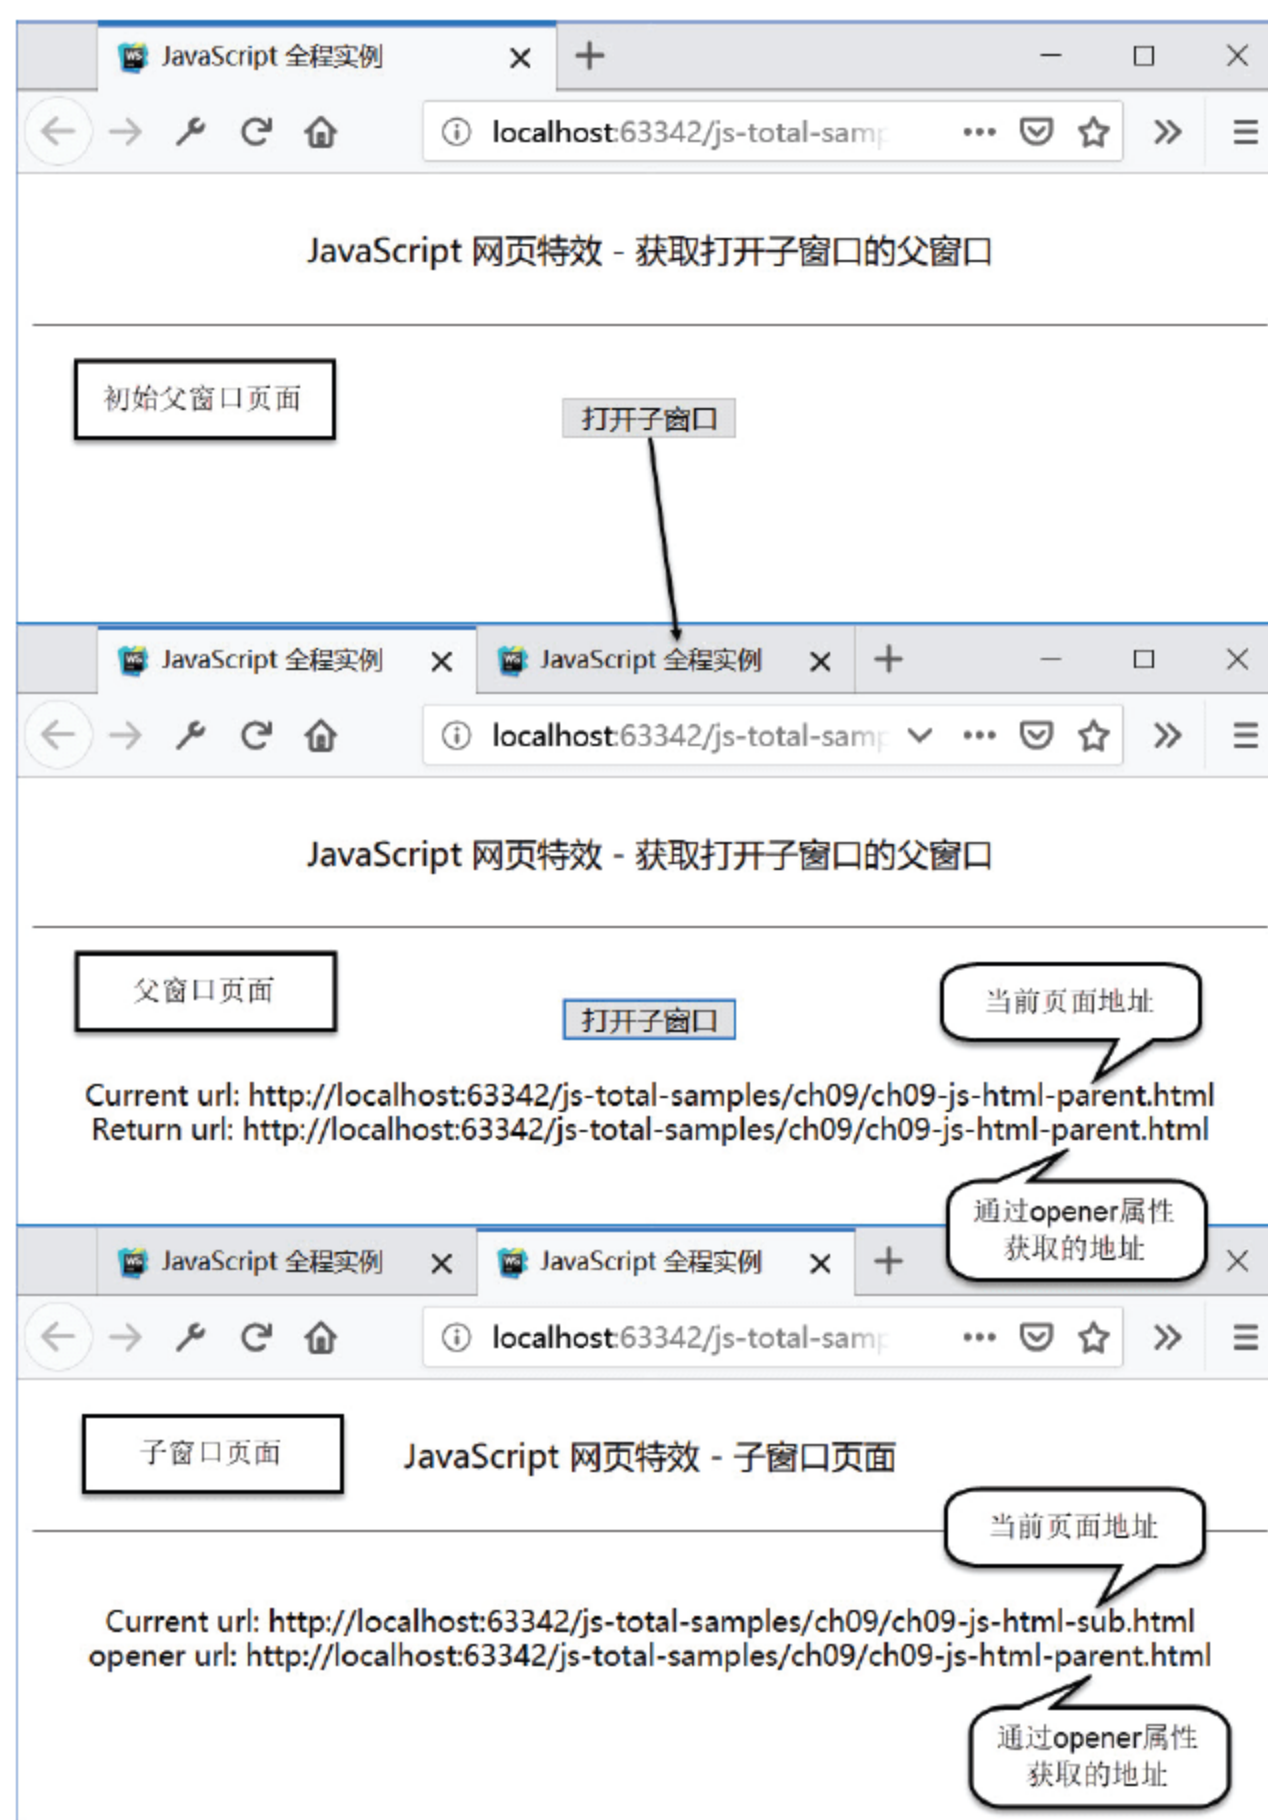 JavaScript 全程实例
localhost:63342/js-total-samp
JavaScript 网页特效 - 获取打开子窗口的父窗口
初始父窗口页面
打开子窗口
JavaScript 全程实例
JavaScript 全程实例
localhost:63342/js-total-samp
JavaScript 网页特效 - 获取打开子窗口的父窗口
父窗口页面
当前页面地址
打开子窗口
Current url: http://localhost:63342/js-total-samples/ch09/ch09-js-html-parent.html
Return url: http://localhost:63342/js-total-samples/ch09/ch09-js-html-parent.html
通过opener属性
获取的地址
JavaScript 全程实例
JavaScript 全程实例
localhost:63342/js-total-samp
子窗口页面
JavaScript 网页特效 - 子窗口页面
当前页面地址
Current url: http://localhost:63342/js-total-samples/ch09/ch09-js-html-sub.html
opener url: http://localhost:63342/js-total-samples/ch09/ch09-js-html-parent.html
通过opener属性
获取的地址